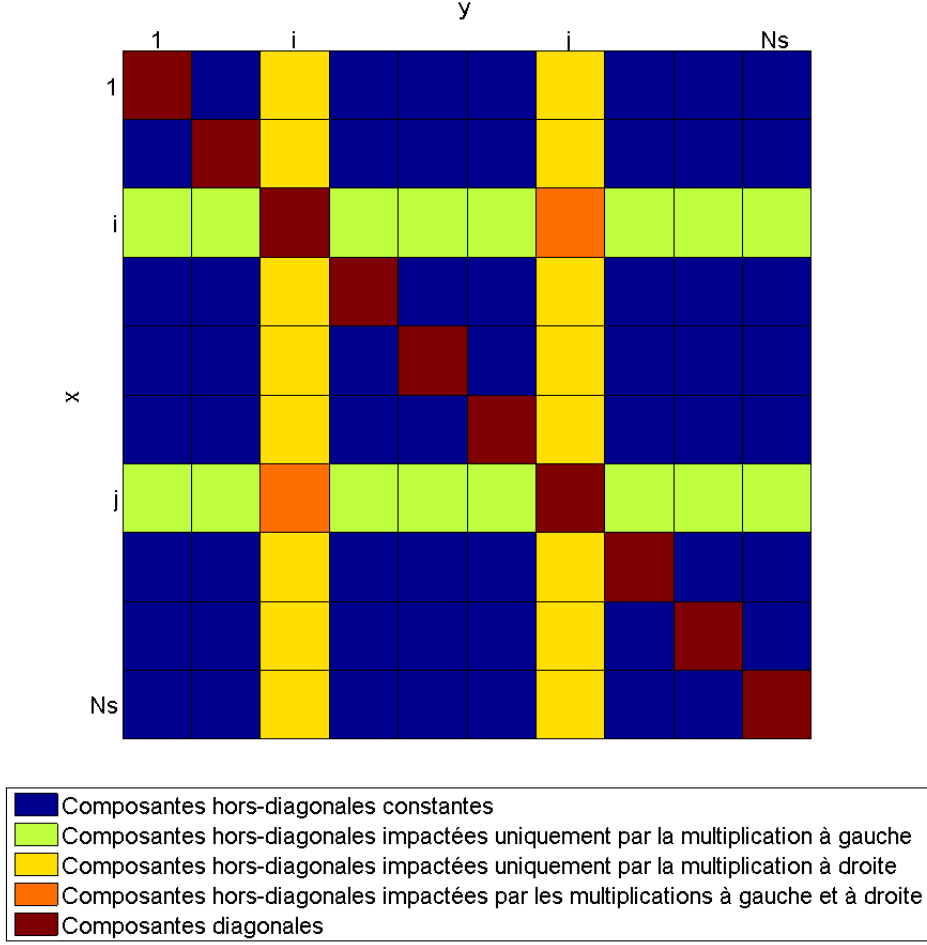 y
1 i j Ns
1
i
x
j
Ns
Composantes hors-diagonales constantes
Composantes hors-diagonales impactées uniquement par la multiplication à gauche
Composantes hors-diagonales impactées uniquement par la multiplication à droite
Composantes hors-diagonales impactées par les multiplications à gauche et à droite
Composantes diagonales